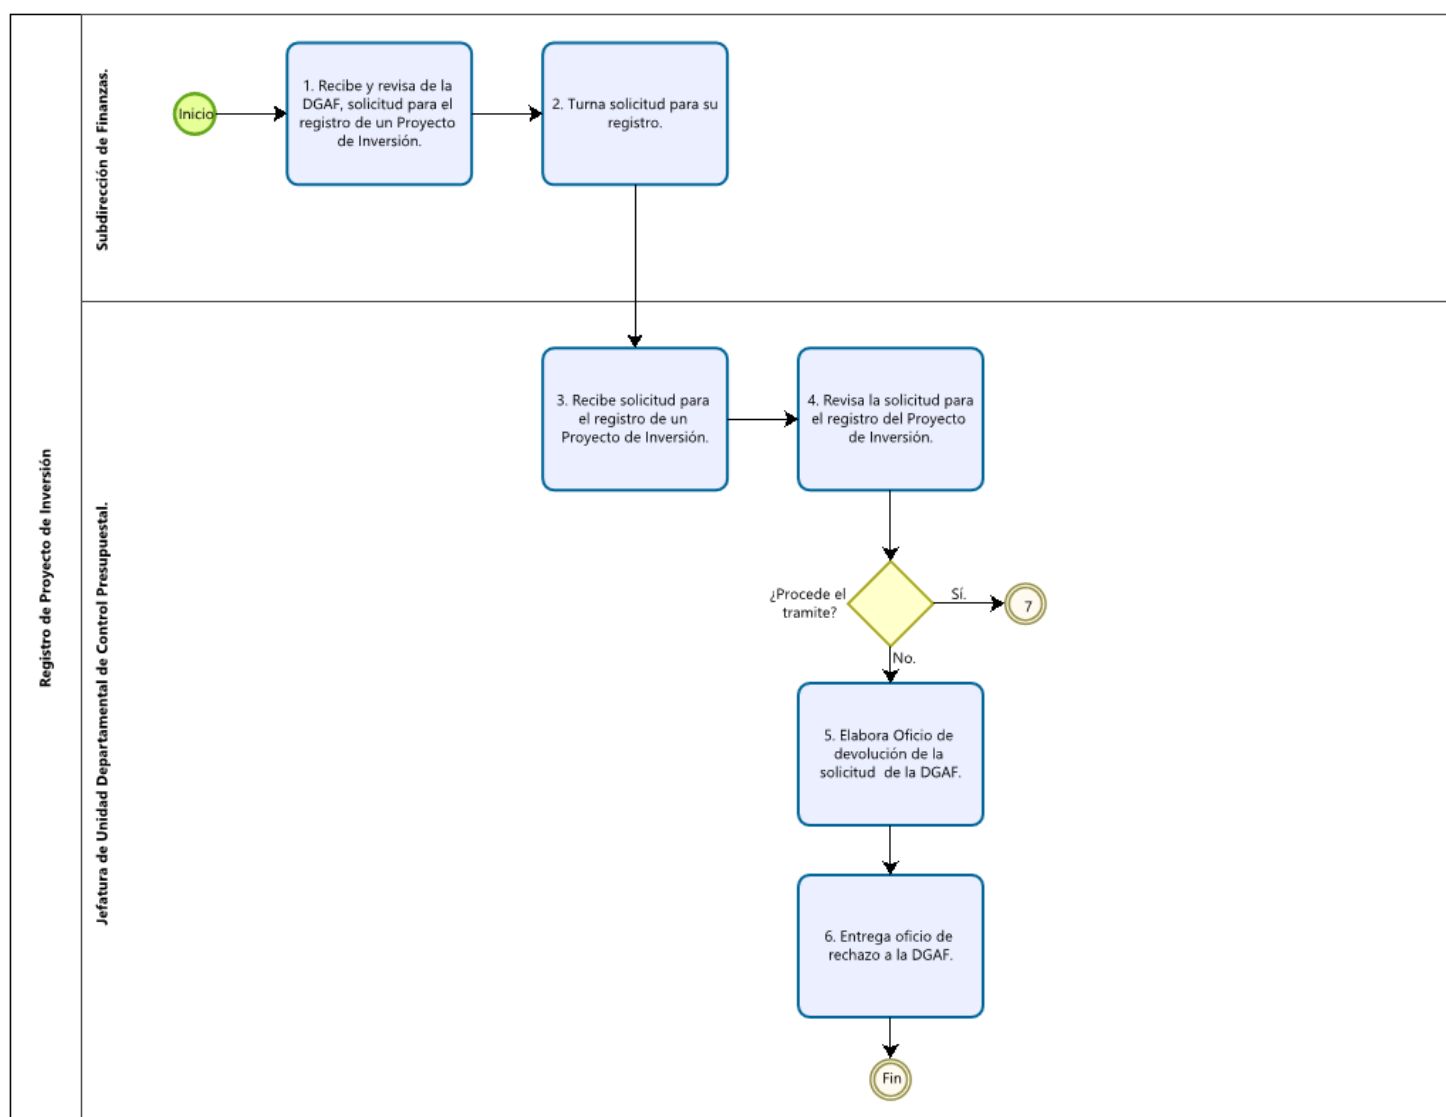 Registro de Proyecto de Inversión
Subdirección de Finanzas.
Inicio
1. Recibe y revisa de la
DGAF, solicitud para el
registro de un Proyecto
de Inversión.
2. Turna solicitud para su
registro.
Jefatura de Unidad Departamental de Control Presupuestal.
3. Recibe solicitud para
el registro de un
Proyecto de Inversión.
4. Revisa la solicitud para
el registro del Proyecto
de Inversión.
¿Procede el
tramite?
Sí.
7
No.
5. Elabora Oficio de
devolución de la
solicitud de la DGAF.
6. Entrega oficio de
rechazo a la DGAF.
Fin